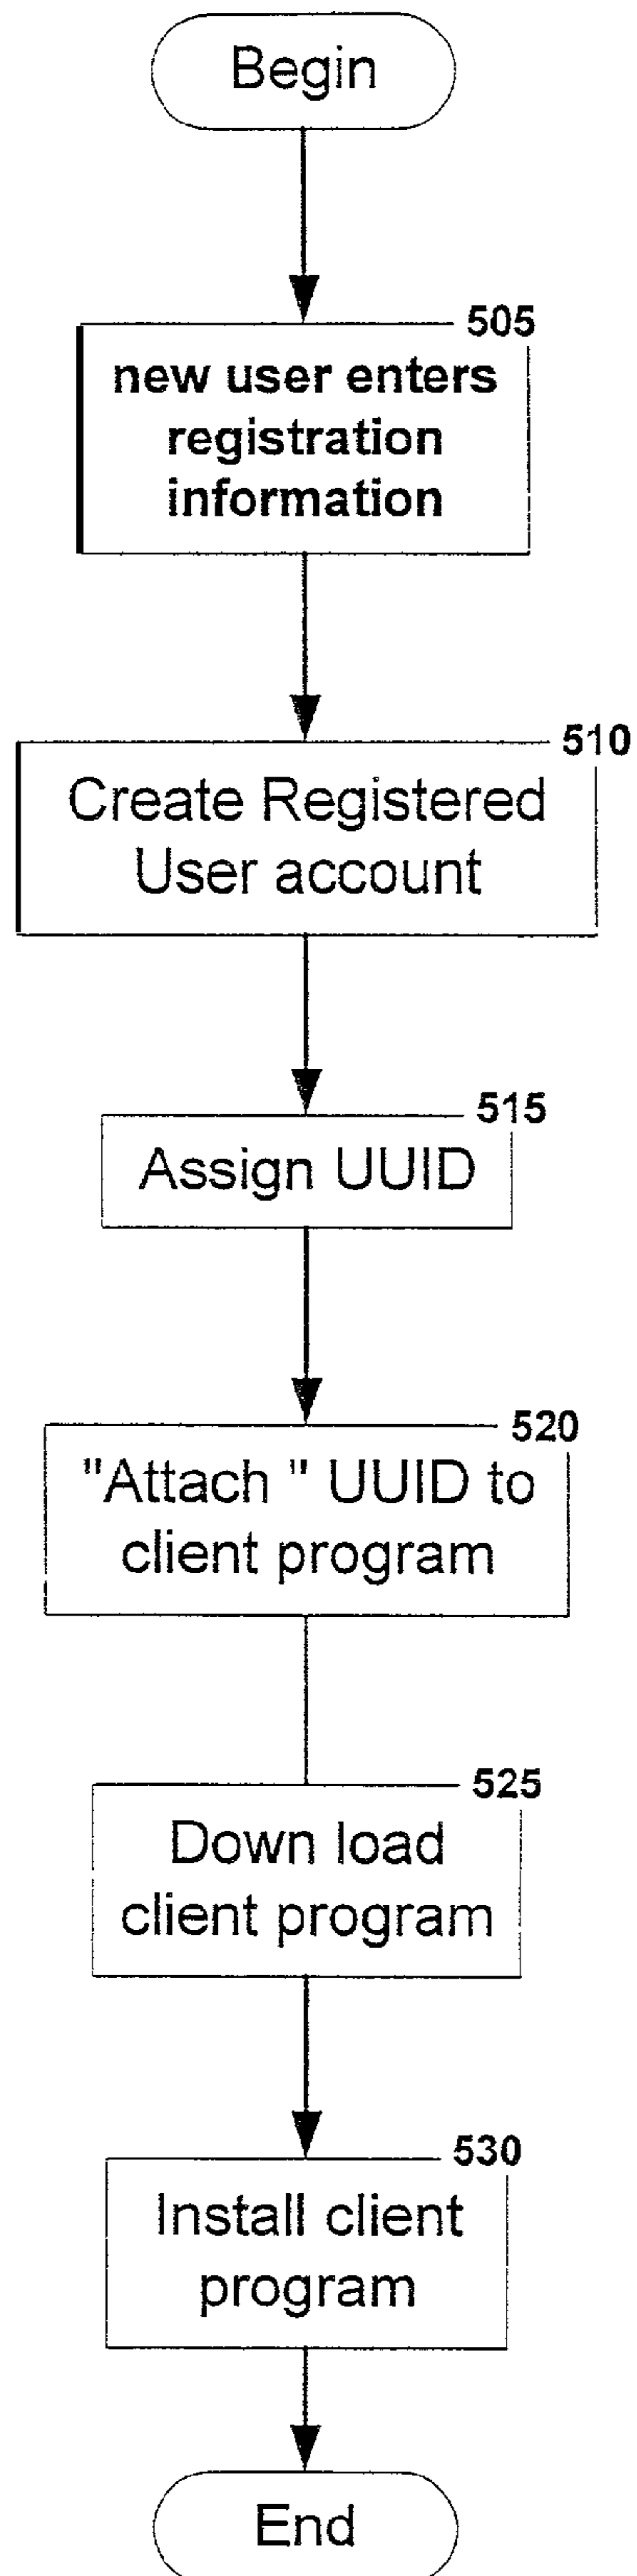 Begin
505
new user enters
registration
information
510
Create Registered
User account
515
Assign UUID
520
"Attach " UUID to
client program
525
Down load
client program
530
Install client
program
End